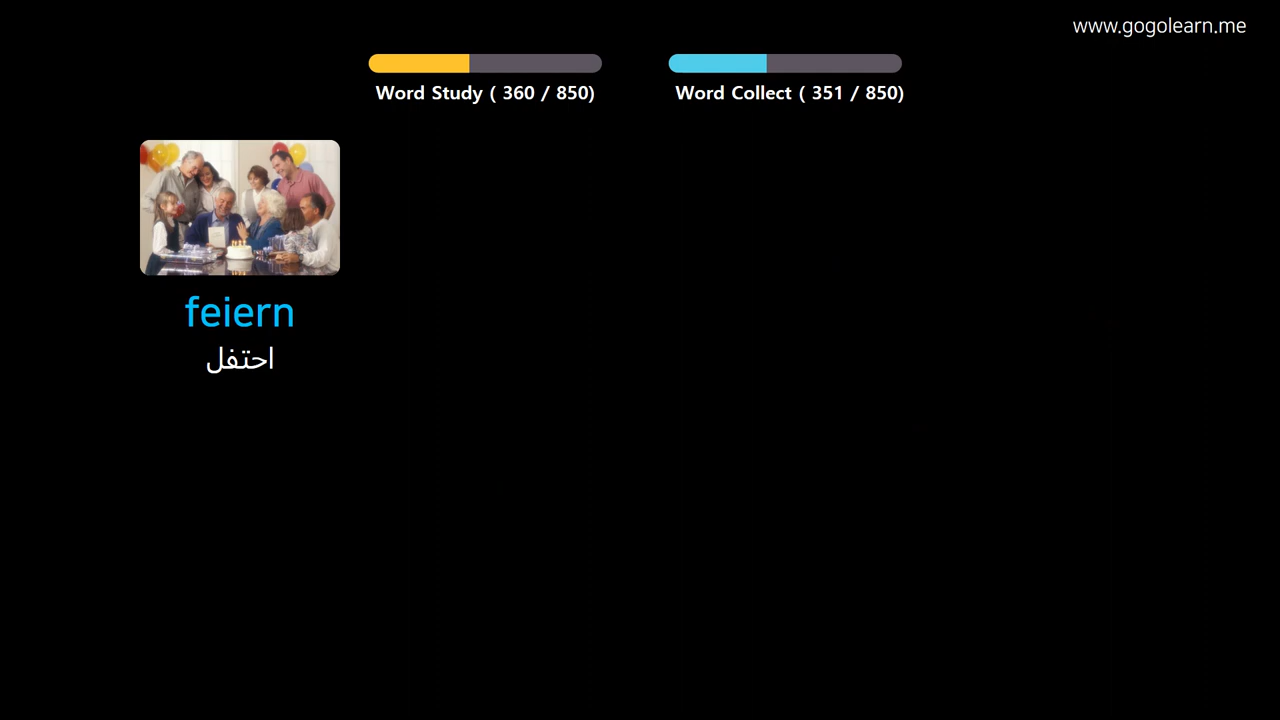 www.gogolearn.me
Word Study ( 360 / 850)
Word Collect ( 351 / 850)
feiern
احتفل